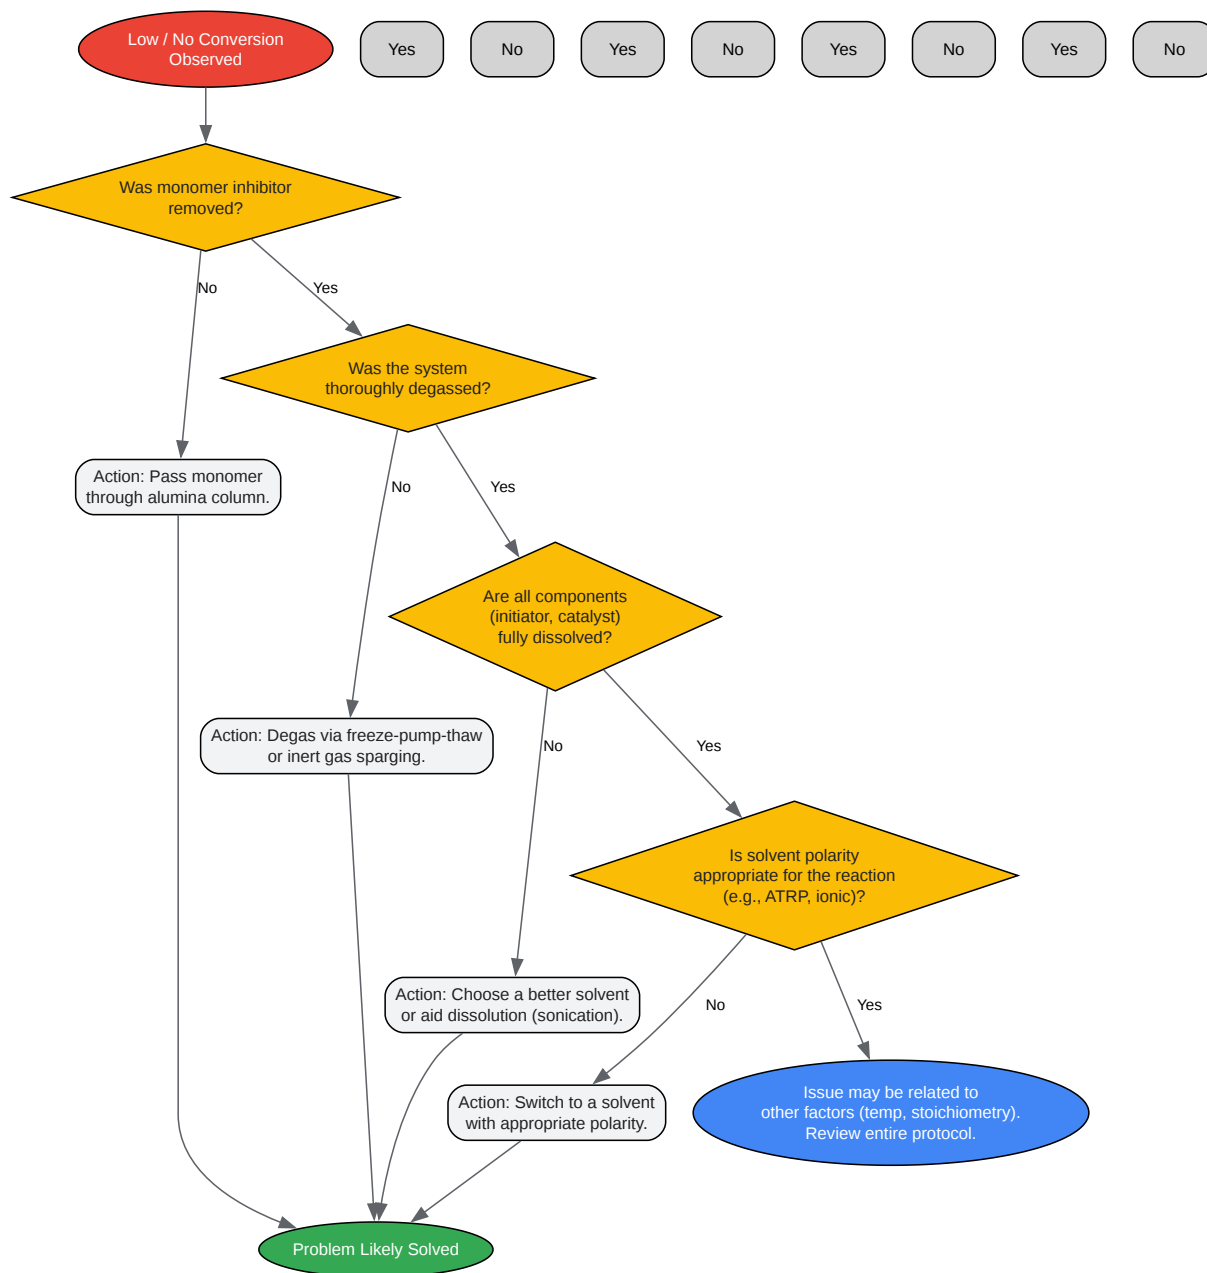 Low / No Conversion
Observed
Yes
No
Yes
No
Yes
No
Yes
No
Was monomer inhibitor
removed?
No
Yes
Was the system
thoroughly degassed?
Action: Pass monomer
through alumina column.
No
Yes
Are all components
(initiator, catalyst)
fully dissolved?
Action: Degas via freeze-pump-thaw
or inert gas sparging.
No
Yes
Is solvent polarity
appropriate for the reaction
(e.g., ATRP, ionic)?
Action: Choose a better solvent
or aid dissolution (sonication).
No
Yes
Action: Switch to a solvent
with appropriate polarity.
Issue may be related to
other factors (temp, stoichiometry).
Review entire protocol.
Problem Likely Solved